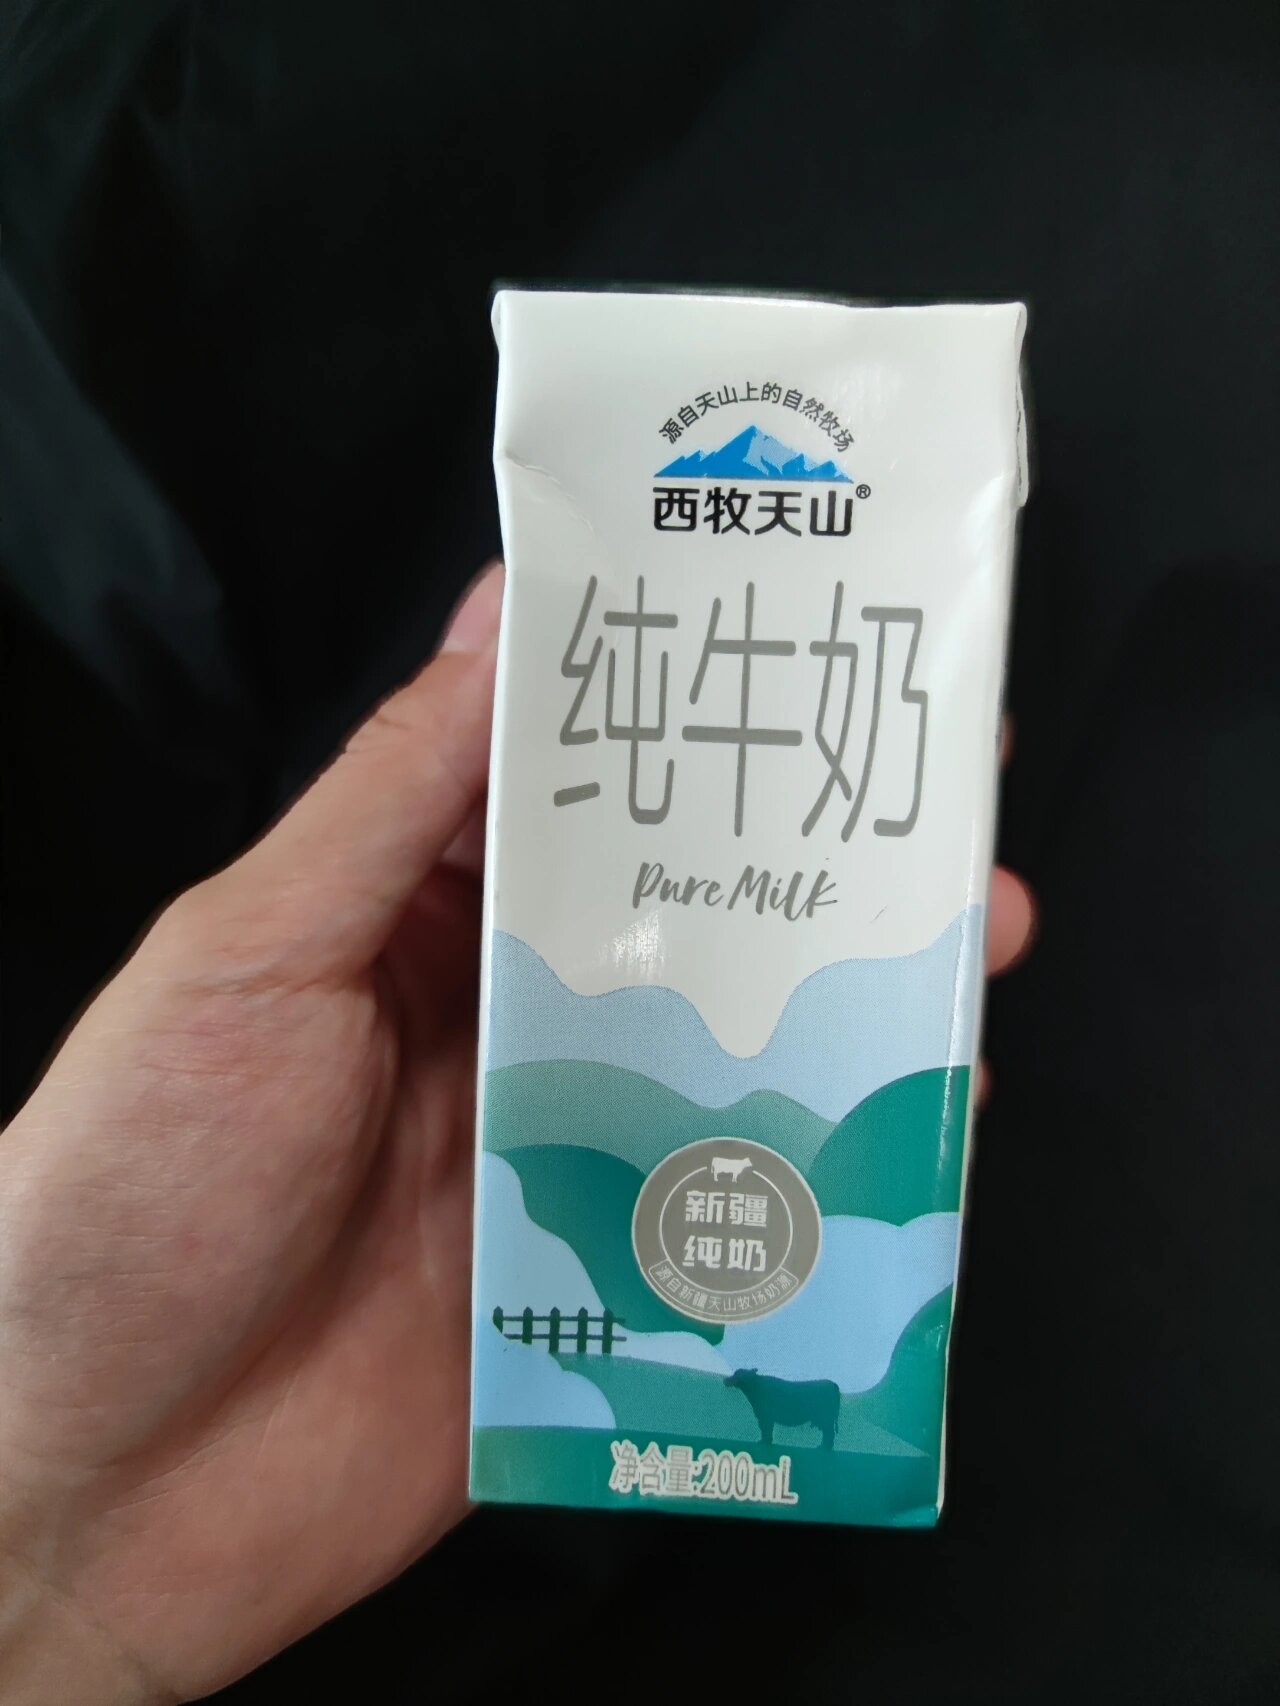 源自天山上的自然牧场
西牧天山®
纯牛奶
Pure Milk
新疆
纯奶
源自新疆天山牧场奶源
净含量:200mL